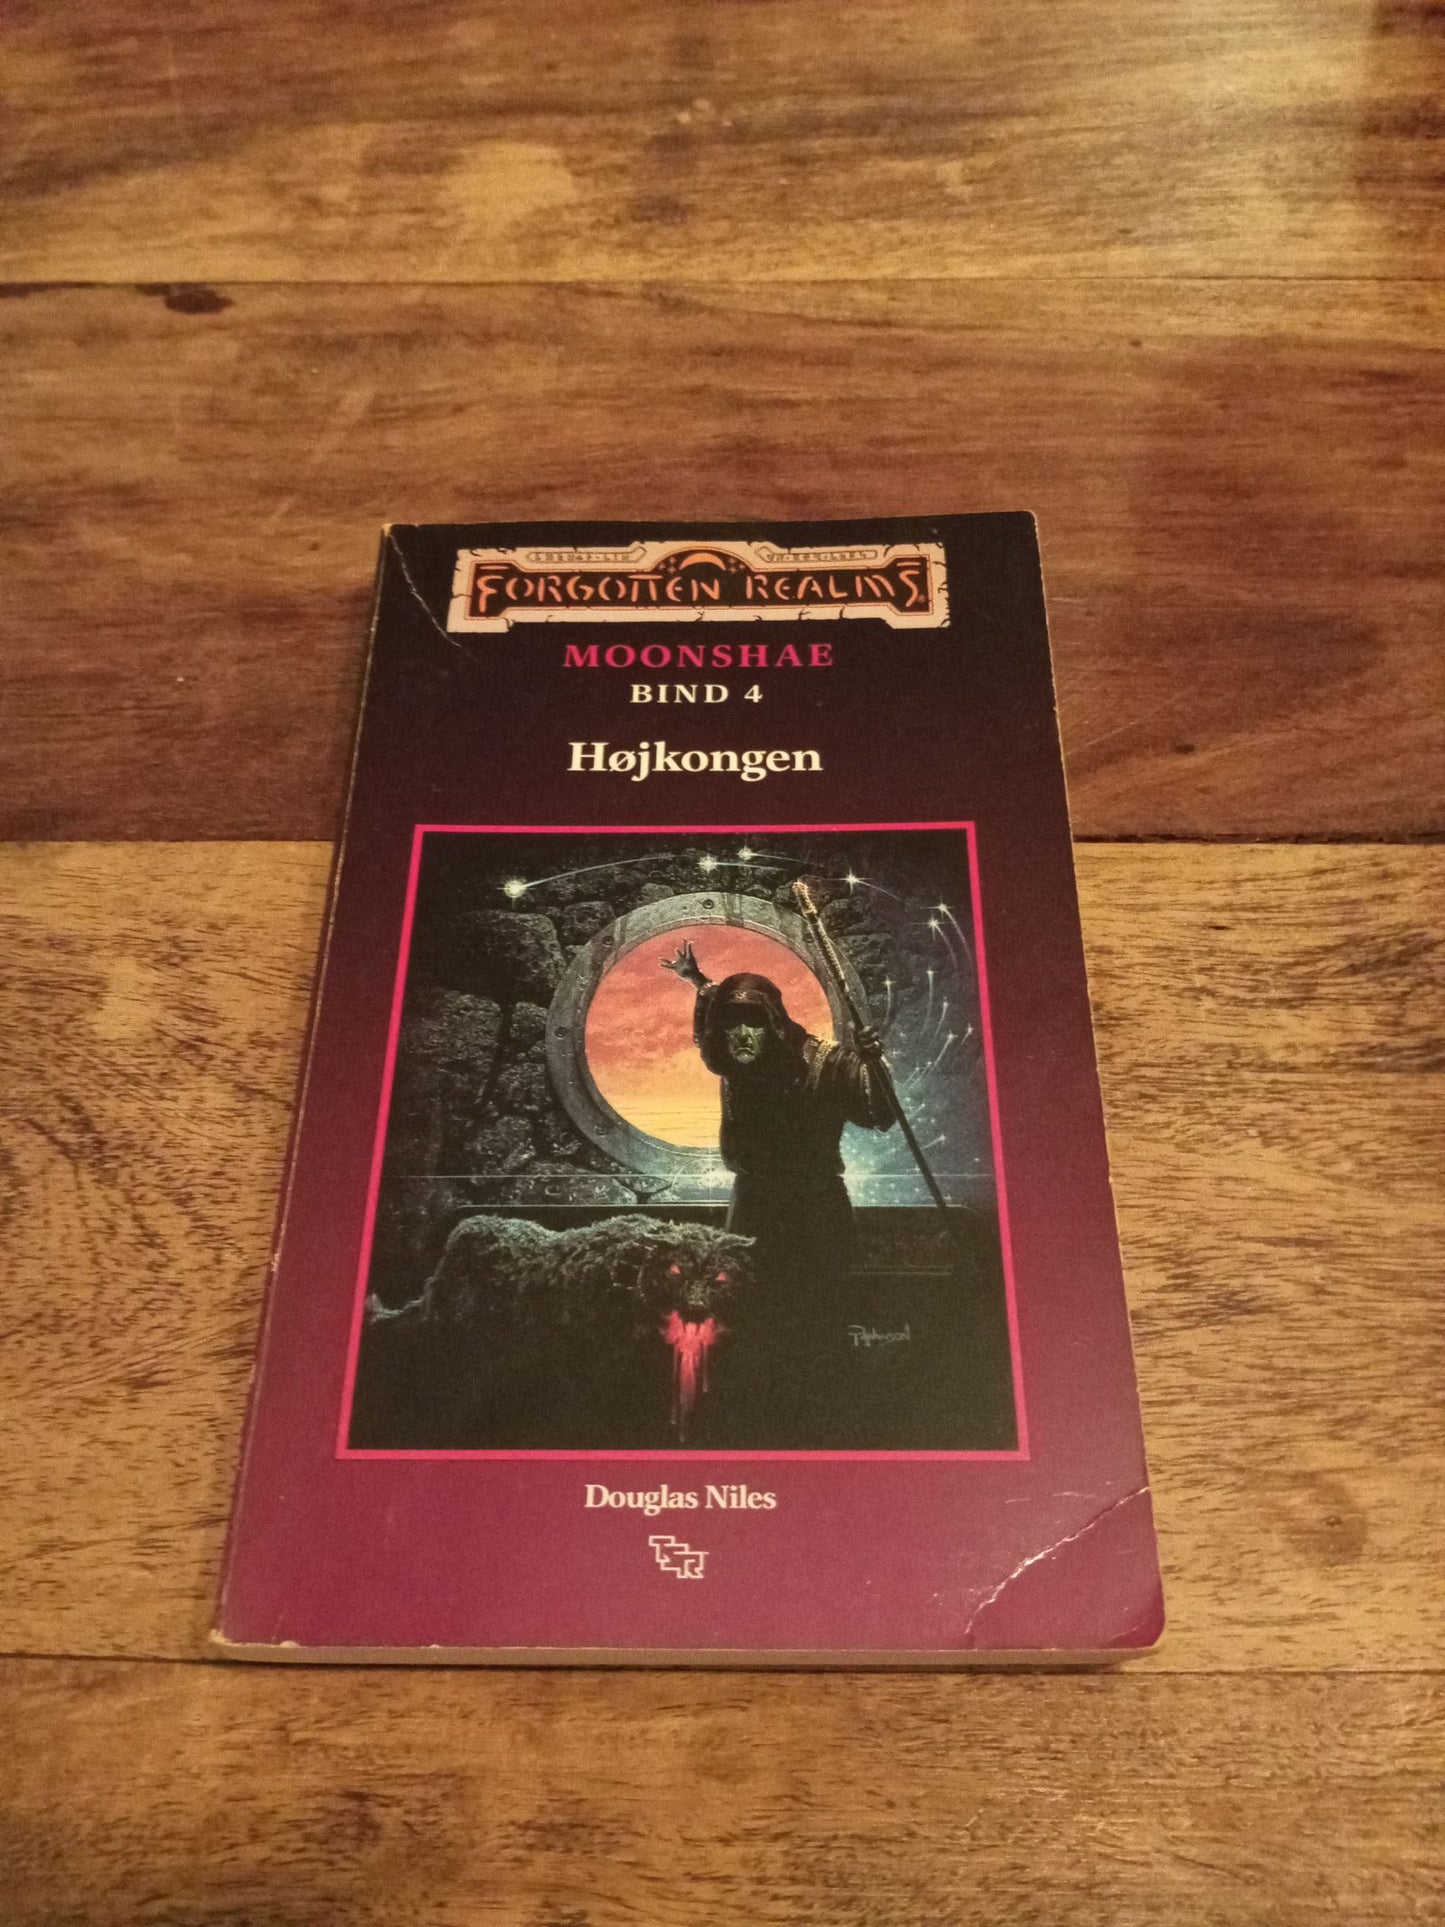 FORGOTTEN REALMS®
MOONSHAE
BIND 4
Højkongen
Douglas Niles
TSR